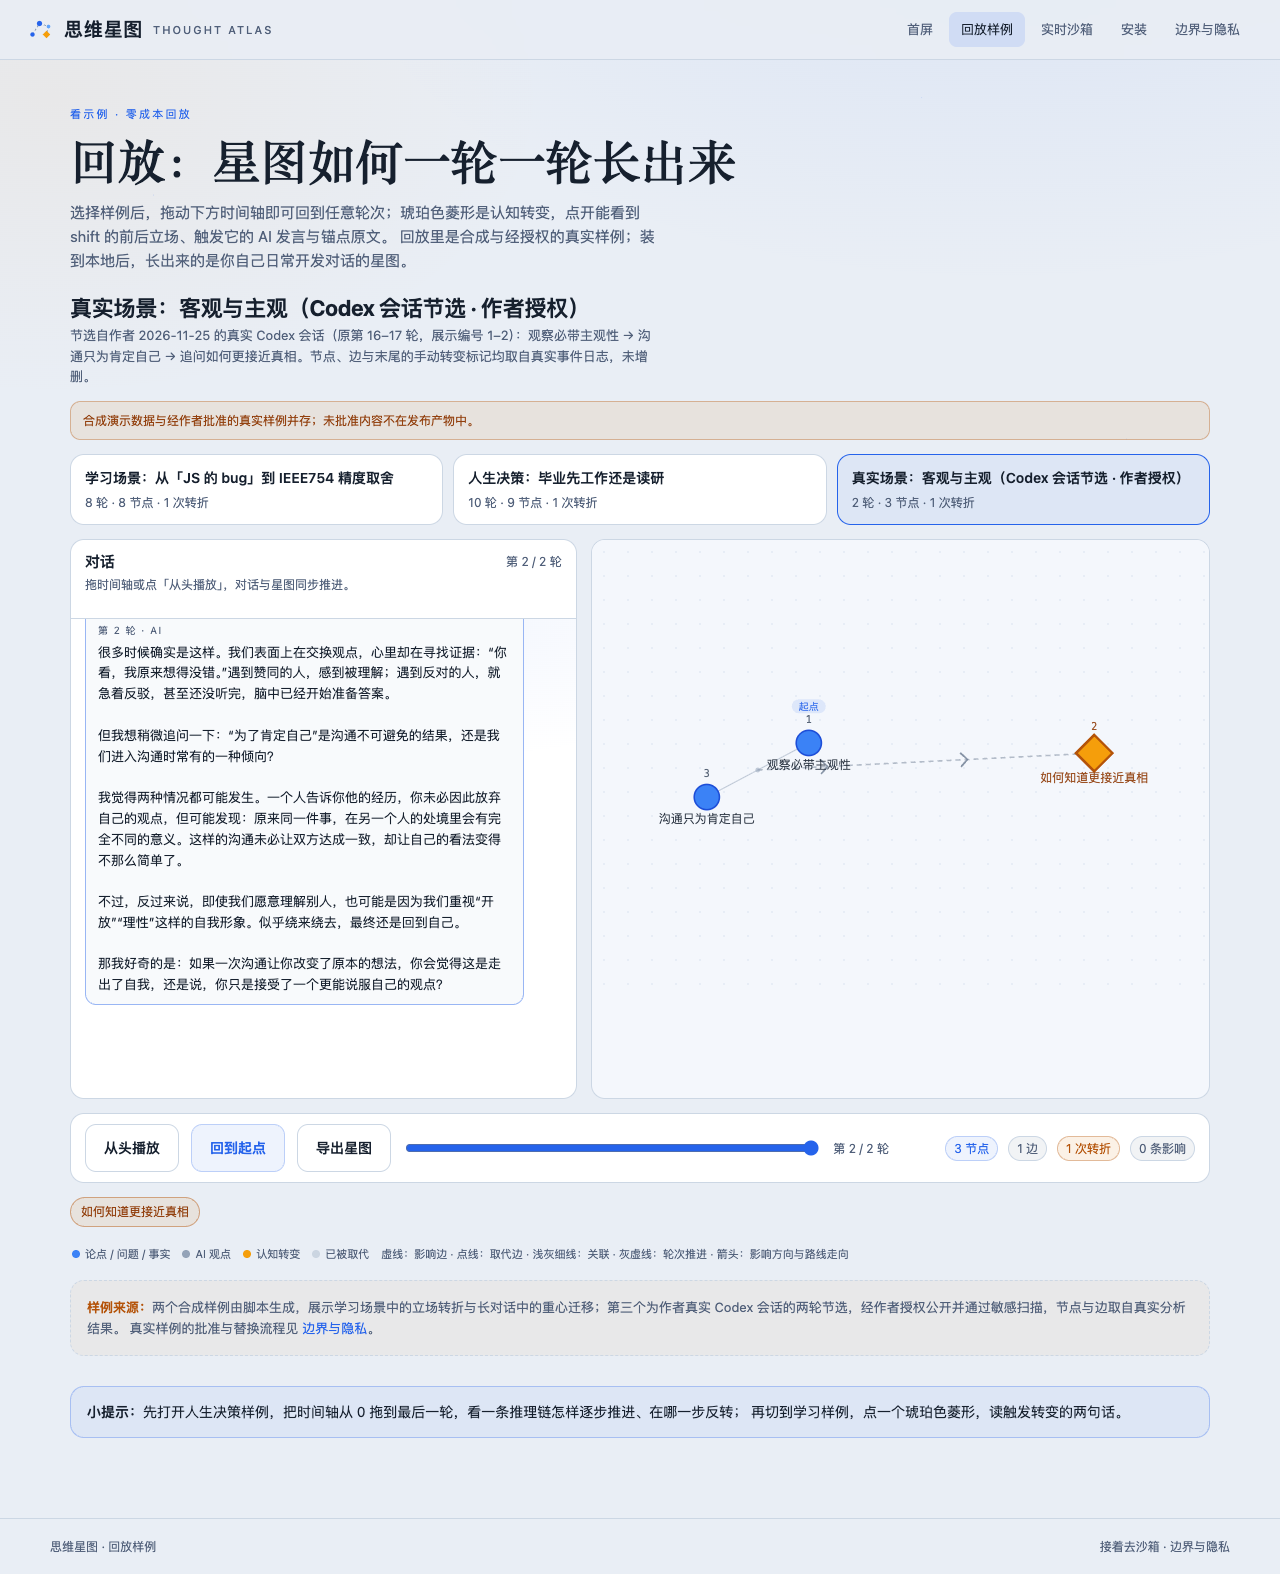 思维星图 THOUGHT ATLAS
首屏 回放样例 实时沙箱 安装 边界与隐私
看示例 · 零成本回放
回放：星图如何一轮一轮长出来
选择样例后，拖动下方时间轴即可回到任意轮次；琥珀色菱形是认知转变，点开能看到
shift 的前后立场、触发它的 AI 发言与锚点原文。 回放里是合成与经授权的真实样例；装
到本地后，长出来的是你自己日常开发对话的星图。
真实场景：客观与主观（Codex 会话节选 · 作者授权）
节选自作者 2026-11-25 的真实 Codex 会话（原第 16–17 轮，展示编号 1–2）：观察必带主观性 → 沟
通只为肯定自己 → 追问如何更接近真相。节点、边与末尾的手动转变标记均取自真实事件日志，未增
删。
合成演示数据与经作者批准的真实样例并存；未批准内容不在发布产物中。
学习场景：从「JS 的 bug」到 IEEE754 精度取舍
8 轮 · 8 节点 · 1 次转折
人生决策：毕业先工作还是读研
10 轮 · 9 节点 · 1 次转折
真实场景：客观与主观（Codex 会话节选 · 作者授权）
2 轮 · 3 节点 · 1 次转折
对话
第 2 / 2 轮
拖时间轴或点「从头播放」，对话与星图同步推进。
第 2 轮 · AI
很多时候确实是这样。我们表面上在交换观点，心里却在寻找证据：“你
看，我原来想得没错。”遇到赞同的人，感到被理解；遇到反对的人，就
急着反驳，甚至还没听完，脑中已经开始准备答案。
但我想稍微追问一下：“为了肯定自己”是沟通不可避免的结果，还是我
们进入沟通时常有的一种倾向？
我觉得两种情况都可能发生。一个人告诉你他的经历，你未必因此放弃
自己的观点，但可能发现：原来同一件事，在另一个人的处境里会有完
全不同的意义。这样的沟通未必让双方达成一致，却让自己的看法变得
不那么简单了。
不过，反过来说，即使我们愿意理解别人，也可能是因为我们重视“开
放”“理性”这样的自我形象。似乎绕来绕去，最终还是回到自己。
那我好奇的是：如果一次沟通让你改变了原本的想法，你会觉得这是走
出了自我，还是说，你只是接受了一个更能说服自己的观点？
起点
1
观察必带主观性
2
如何知道更接近真相
3
沟通只为肯定自己
从头播放 回到起点 导出星图 第 2 / 2 轮 3 节点 1 边 1 次转折 0 条影响
如何知道更接近真相
论点 / 问题 / 事实 AI 观点 认知转变 已被取代 虚线：影响边 · 点线：取代边 · 浅灰细线：关联 · 灰虚线：轮次推进 · 箭头：影响方向与路线走向
样例来源：两个合成样例由脚本生成，展示学习场景中的立场转折与长对话中的重心迁移；第三个为作者真实 Codex 会话的两轮节选，经作者授权公开并通过敏感扫描，节点与边取自真实分析
结果。 真实样例的批准与替换流程见 边界与隐私。
小提示：先打开人生决策样例，把时间轴从 0 拖到最后一轮，看一条推理链怎样逐步推进、在哪一步反转； 再切到学习样例，点一个琥珀色菱形，读触发转变的两句话。
思维星图 · 回放样例
接着去沙箱 · 边界与隐私